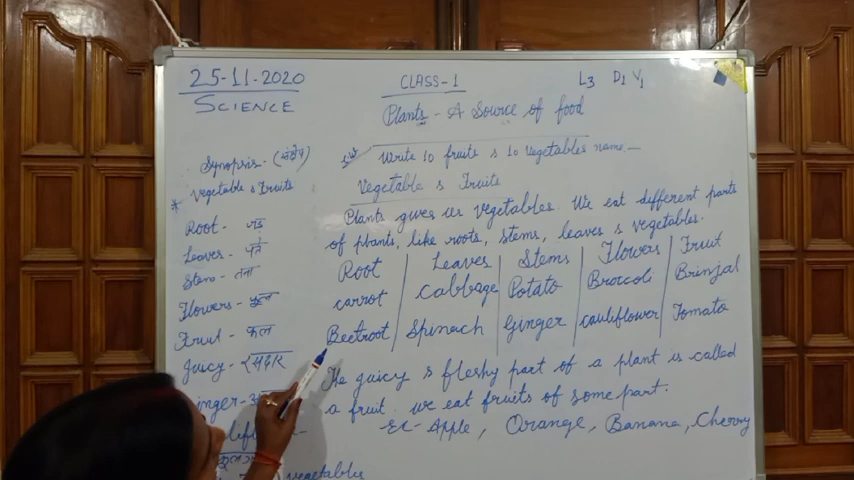 25-11-2020
SCIENCE
CLASS-1
L3 D1 V1
Plants - A Source of food
Synopsis - (संक्षेप)
* Vegetable & Fruits
Root - जड़
Leaves - पत्ते
Stem - तना
Flowers - फूल
Fruit - फल
Juicy - रसदार
inger-
vegetables
C.W
Write 10 fruits & 10 vegetables name -
Vegetable & Fruits
Plants gives us vegetables. We eat different parts
of plants, like roots, stems, leaves & vegetables.
Root Leaves Stems Flowers Fruit
carrot Cabbage Potato Broccoli Brinjal
Beetroot Spinach Ginger cauliflower Tomato
The juicy & fleshy part of a plant is called
a fruit. we eat fruits of some part.
EX- Apple, Orange, Banana, Cherry